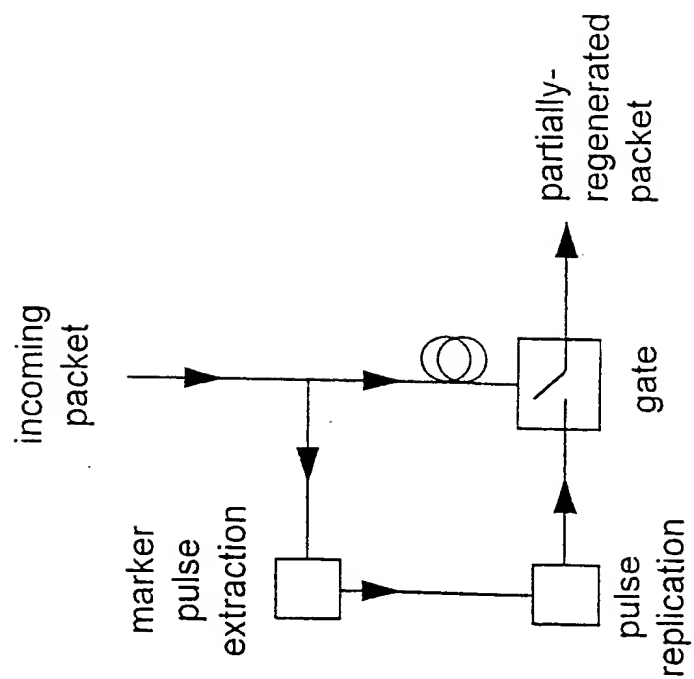 incoming
packet
marker
pulse
extraction
pulse
replication
gate
partially-
regenerated
packet